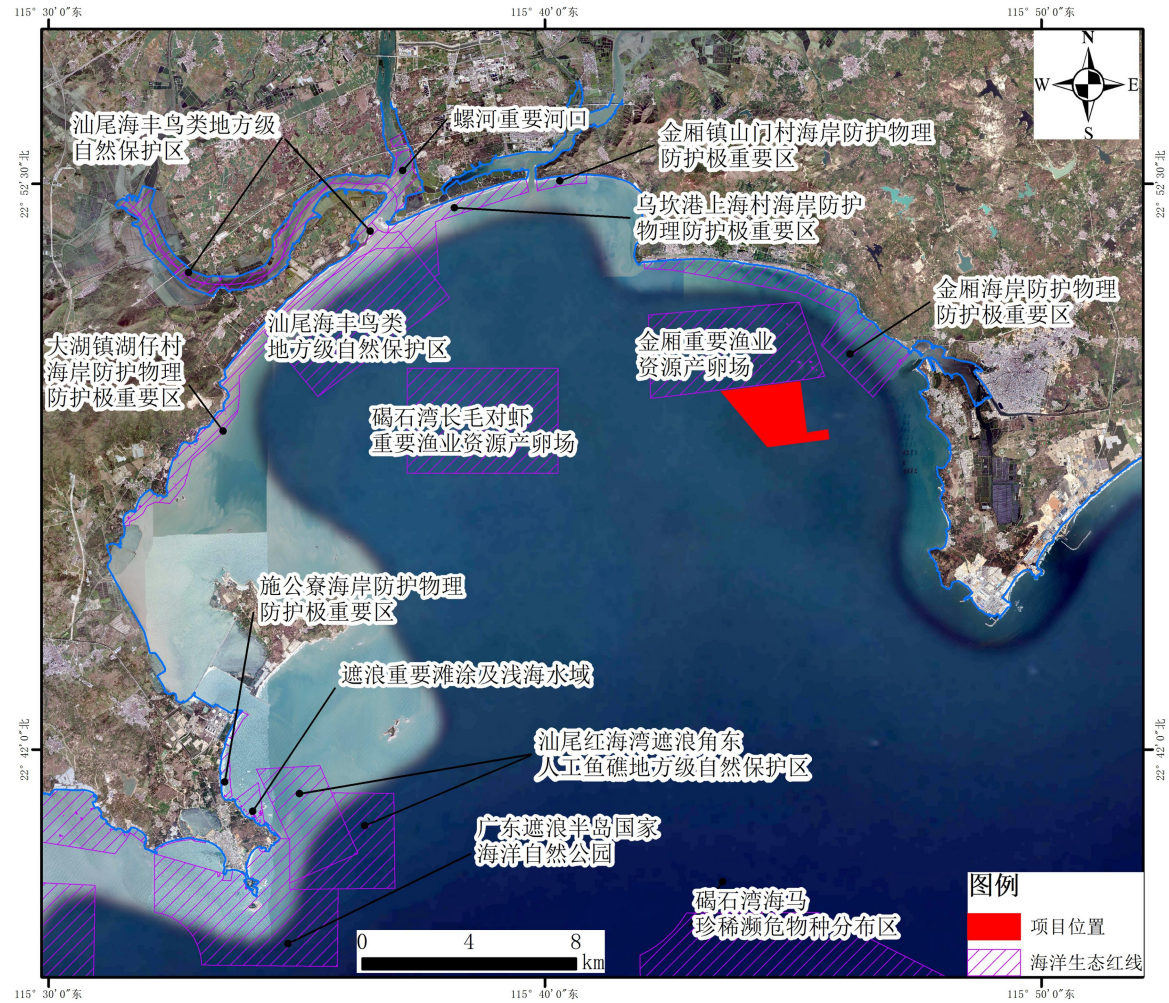 115° 30′0″东
115° 40′0″东
115° 50′0″东
N
W
E
S
22° 52′30″北
22° 52′30″北
汕尾海丰鸟类地方级
自然保护区
螺河重要河口
金厢镇山门村海岸防护物理
防护极重要区
乌坎港上海村海岸防护
物理防护极重要区
金厢海岸防护物理
防护极重要区
汕尾海丰鸟类
地方级自然保护区
大湖镇湖仔村
海岸防护物理
防护极重要区
金厢重要渔业
资源产卵场
碣石湾长毛对虾
重要渔业资源产卵场
施公寮海岸防护物理
防护极重要区
遮浪重要滩涂及浅海水域
22° 42′0″北
22° 42′0″北
汕尾红海湾遮浪角东
人工鱼礁地方级自然保护区
广东遮浪半岛国家
海洋自然公园
碣石湾海马
珍稀濒危物种分布区
图例
项目位置
海洋生态红线
0 4 8
km
115° 30′0″东
115° 40′0″东
115° 50′0″东